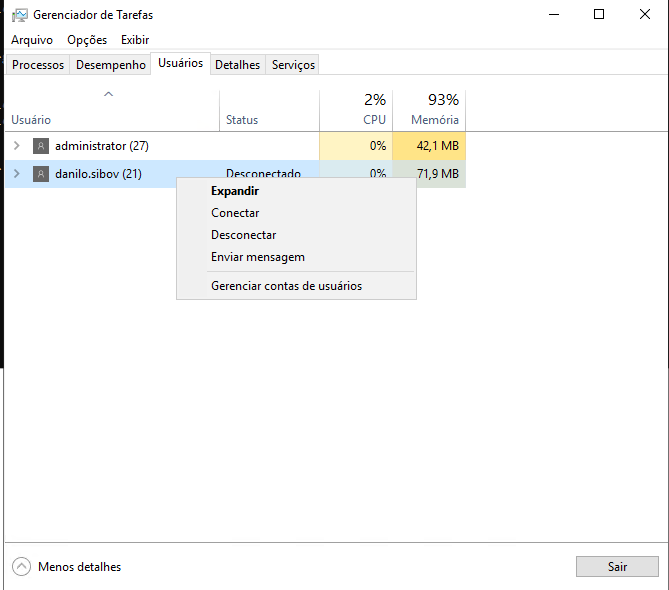 Gerenciador de Tarefas
Arquivo Opções Exibir
Processos Desempenho Usuários Detalhes Serviços
2% 93%
Usuário Status CPU Memória
administrator (27) 0% 42,1 MB
danilo.sibov (21) Desconectado 0% 71,9 MB
Expandir
Conectar
Desconectar
Enviar mensagem
Gerenciar contas de usuários
Menos detalhes Sair